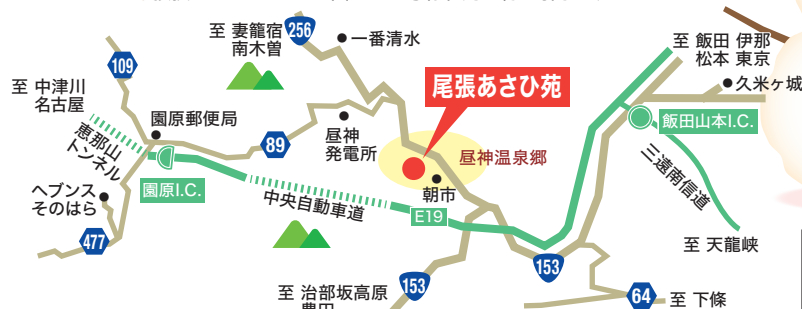 至 妻籠宿
南木曽
256
一番清水
109
至 中津川
名古屋
園原郵便局
恵那山
トンネル
89
昼神
発電所
尾張あさひ苑
昼神温泉郷
朝市
至 飯田 伊那
松本 東京
久米ヶ城
飯田山本I.C.
三遠南信道
園原I.C.
ヘブンス
そのはら
中央自動車道
E19
477
153
至 天龍峡
至 治部坂高原
153
64
至 下條